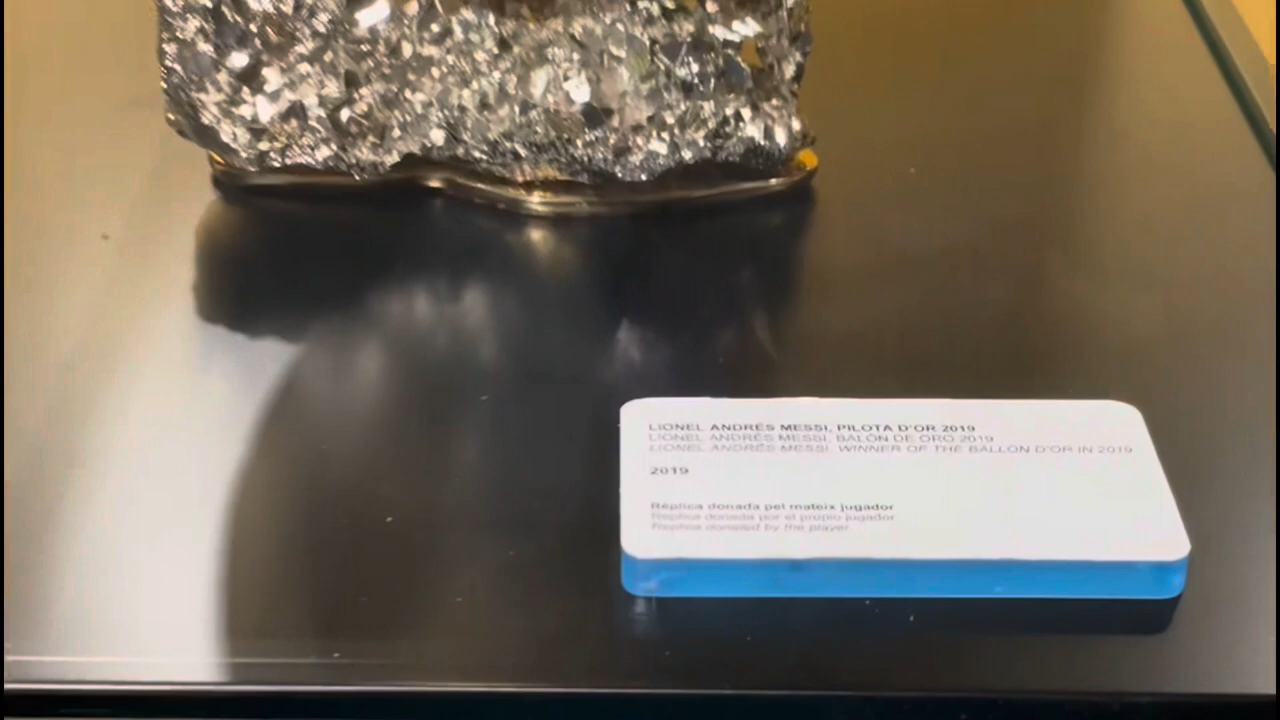 LIONEL ANDRÉS MESSI, PILOTA D'OR 2019
LIONEL ANDRÉS MESSI, BALÓN DE ORO 2019
LIONEL ANDRÉS MESSI, WINNER OF THE BALLON D'OR IN 2019
2019
Rèplica donada pel mateix jugador
Réplica donada por el propio jugador
Replica donated by the player